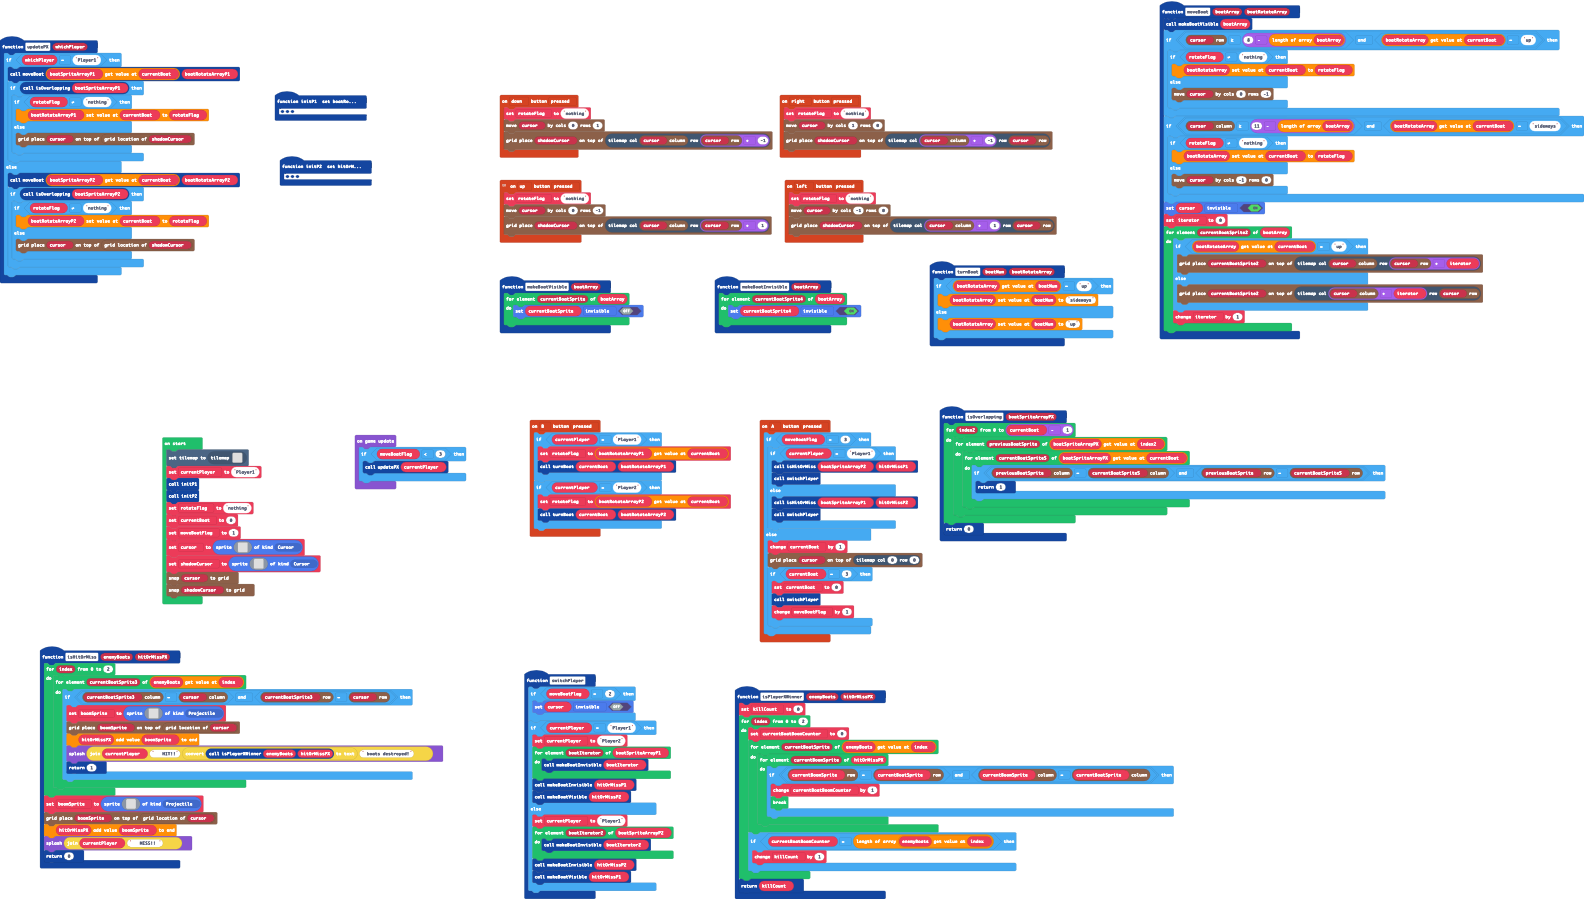 function updatePX whichPlayer
if whichPlayer = Player1 then
call moveBoat boatSpriteArrayP1 get value at currentBoat boatRotateArrayP1
if call isOverlapping boatSpriteArrayP1 then
if rotateFlag ≠ nothing then
boatRotateArrayP1 set value at currentBoat to rotateFlag
else
grid place cursor on top of grid location of shadowCursor
else
call moveBoat boatSpriteArrayP2 get value at currentBoat boatRotateArrayP2
if call isOverlapping boatSpriteArrayP2 then
if rotateFlag ≠ nothing then
boatRotateArrayP2 set value at currentBoat to rotateFlag
else
grid place cursor on top of grid location of shadowCursor
function initP1 set boatRo...
function initP2 set hitOrMi...
on down button pressed
set rotateFlag to nothing
move cursor by cols 0 rows 1
grid place shadowCursor on top of tilemap col cursor column row cursor row + -1
on right button pressed
set rotateFlag to nothing
move cursor by cols 1 rows 0
grid place shadowCursor on top of tilemap col cursor column + -1 row cursor row
on up button pressed
set rotateFlag to nothing
move cursor by cols 0 rows -1
grid place shadowCursor on top of tilemap col cursor column row cursor row + 1
on left button pressed
set rotateFlag to nothing
move cursor by cols -1 rows 0
grid place shadowCursor on top of tilemap col cursor column + 1 row cursor row
function makeBoatVisible boatArray
for element currentBoatSprite of boatArray
do set currentBoatSprite invisible OFF
function makeBoatInvisible boatArray
for element currentBoatSprite4 of boatArray
do set currentBoatSprite4 invisible ON
function turnBoat boatNum boatRotateArray
if boatRotateArray get value at boatNum = up then
boatRotateArray set value at boatNum to sideways
else
boatRotateArray set value at boatNum to up
function moveBoat boatArray boatRotateArray
call makeBoatVisible boatArray
if cursor row ≥ 8 - length of array boatArray and boatRotateArray get value at currentBoat = up then
if rotateFlag ≠ nothing then
boatRotateArray set value at currentBoat to rotateFlag
else
move cursor by cols 0 rows -1
if cursor column ≥ 11 - length of array boatArray and boatRotateArray get value at currentBoat = sideways then
if rotateFlag ≠ nothing then
boatRotateArray set value at currentBoat to rotateFlag
else
move cursor by cols -1 rows 0
set cursor invisible ON
set iterator to 0
for element currentBoatSprite2 of boatArray
do if boatRotateArray get value at currentBoat = up then
grid place currentBoatSprite2 on top of tilemap col cursor column row cursor row + iterator
else
grid place currentBoatSprite2 on top of tilemap col cursor column + iterator row cursor row
change iterator by 1
on start
set tilemap to tilemap
set currentPlayer to Player1
call initP1
call initP2
set rotateFlag to nothing
set currentBoat to 0
set moveBoatFlag to 1
set cursor to sprite of kind Cursor
set shadowCursor to sprite of kind Cursor
snap cursor to grid
snap shadowCursor to grid
on game update
if moveBoatFlag < 3 then
call updatePX currentPlayer
on B button pressed
if currentPlayer = Player1 then
set rotateFlag to boatRotateArrayP1 get value at currentBoat
call turnBoat currentBoat boatRotateArrayP1
if currentPlayer = Player2 then
set rotateFlag to boatRotateArrayP2 get value at currentBoat
call turnBoat currentBoat boatRotateArrayP2
on A button pressed
if moveBoatFlag = 3 then
if currentPlayer = Player1 then
call isHitOrMiss boatSpriteArrayP2 hitOrMissP1
call switchPlayer
else
call isHitOrMiss boatSpriteArrayP1 hitOrMissP2
call switchPlayer
else
change currentBoat by 1
grid place cursor on top of tilemap col 0 row 0
if currentBoat = 3 then
set currentBoat to 0
call switchPlayer
change moveBoatFlag by 1
function isOverlapping boatSpriteArrayPX
for index2 from 0 to currentBoat - 1
do for element previousBoatSprite of boatSpriteArrayPX get value at index2
do for element currentBoatSprite5 of boatSpriteArrayPX get value at currentBoat
do if previousBoatSprite column = currentBoatSprite5 column and previousBoatSprite row = currentBoatSprite5 row then
return 1
return 0
function isHitOrMiss enemyBoats hitOrMissPX
for index from 0 to 2
do for element currentBoatSprite3 of enemyBoats get value at index
do if currentBoatSprite3 column = cursor column and currentBoatSprite3 row = cursor row then
set boomSprite to sprite of kind Projectile
grid place boomSprite on top of grid location of cursor
hitOrMissPX add value boomSprite to end
splash join currentPlayer HIT!! convert call isPlayerXWinner enemyBoats hitOrMissPX to text boats destroyed!!
return 1
set boomSprite to sprite of kind Projectile
grid place boomSprite on top of grid location of cursor
hitOrMissPX add value boomSprite to end
splash join currentPlayer MISS!!
return 0
function switchPlayer
if moveBoatFlag = 2 then
set cursor invisible OFF
if currentPlayer = Player1 then
set currentPlayer to Player2
for element boatIterator of boatSpriteArrayP1
do call makeBoatInvisible boatIterator
call makeBoatInvisible hitOrMissP1
call makeBoatVisible hitOrMissP2
else
set currentPlayer to Player1
for element boatIterator2 of boatSpriteArrayP2
do call makeBoatInvisible boatIterator2
call makeBoatInvisible hitOrMissP2
call makeBoatVisible hitOrMissP1
function isPlayerXWinner enemyBoats hitOrMissPX
set killCount to 0
for index from 0 to 2
do set currentBoatBoomCounter to 0
for element currentBoatSprite of enemyBoats get value at index
do for element currentBoomSprite of hitOrMissPX
do if currentBoatSprite row = currentBoomSprite row and currentBoomSprite column = currentBoatSprite column then
change currentBoatBoomCounter by 1
break
if currentBoatBoomCounter = length of array enemyBoats get value at index then
change killCount by 1
return killCount